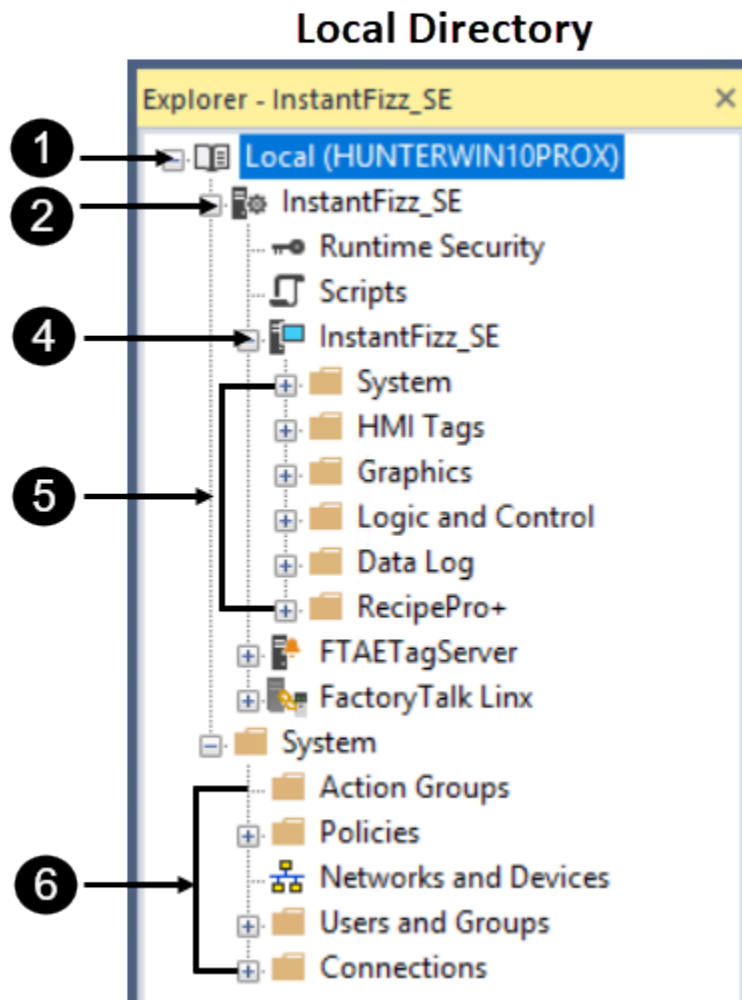 Local Directory
Explorer - InstantFizz_SE
1
Local (HUNTERWIN10PROX)
2
InstantFizz_SE
Runtime Security
Scripts
4
InstantFizz_SE
System
HMI Tags
Graphics
5
Logic and Control
Data Log
RecipePro+
FTAETagServer
FactoryTalk Linx
System
Action Groups
Policies
6
Networks and Devices
Users and Groups
Connections